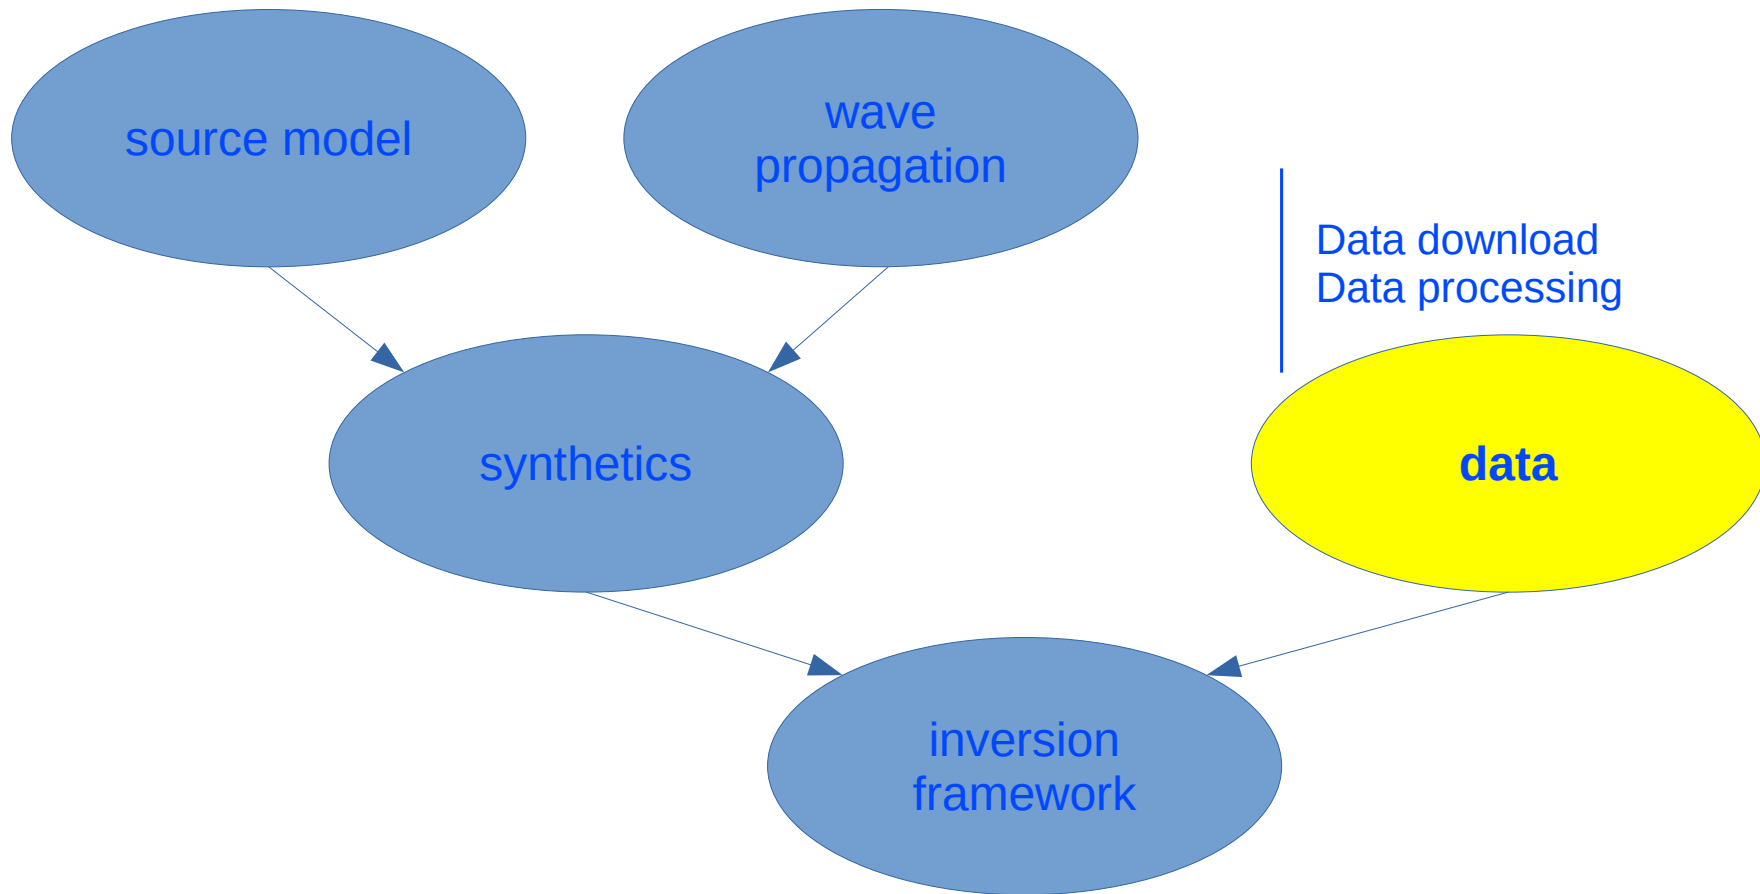 source model
wave
propagation
Data download
Data processing
synthetics
data
inversion
framework